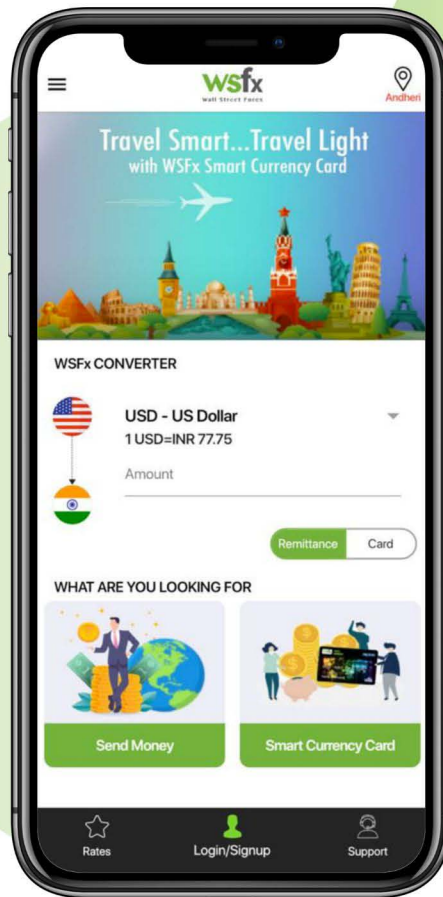 WSfx
Wall Street Forex
Andheri
Travel Smart...Travel Light
with WSFx Smart Currency Card
WSFx CONVERTER
USD - US Dollar
1 USD=INR 77.75
Amount
Remittance Card
WHAT ARE YOU LOOKING FOR
Send Money Smart Currency Card
Rates Login/Signup Support